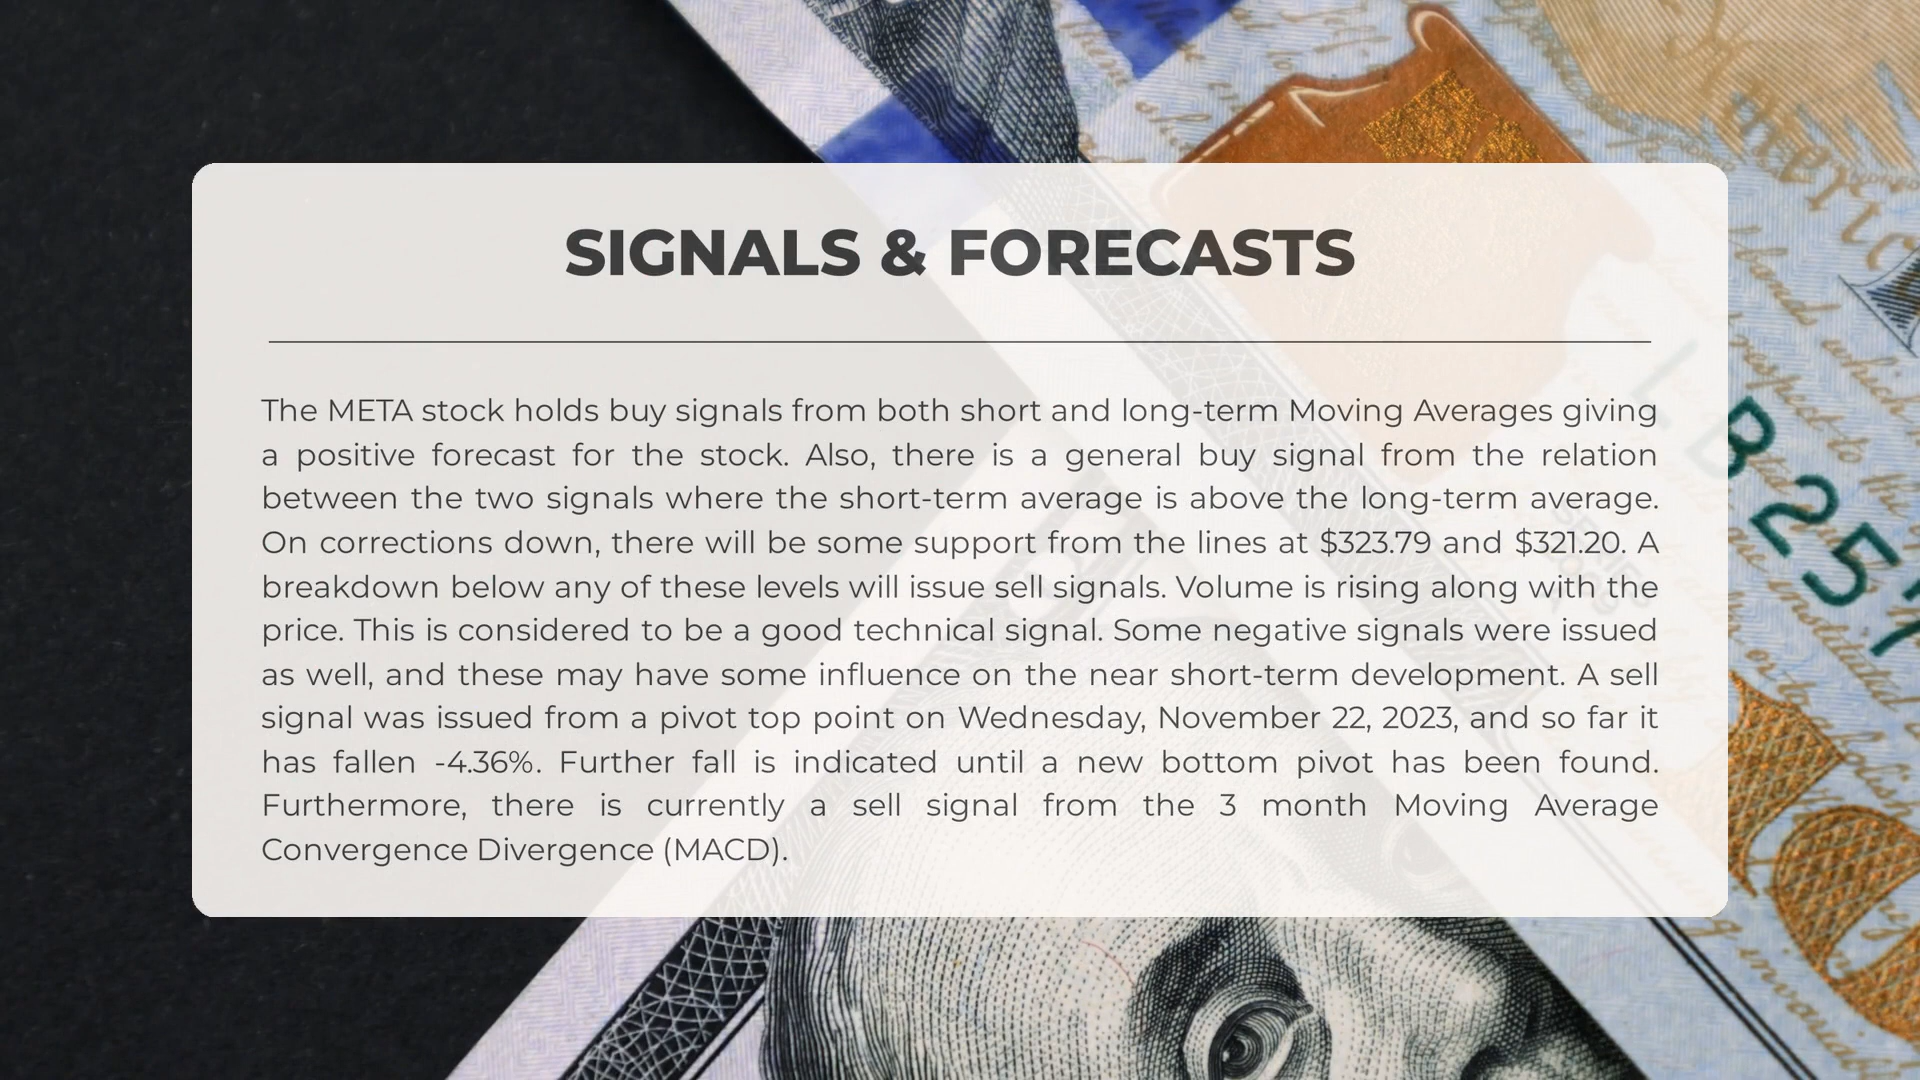 SIGNALS & FORECASTS
The META stock holds buy signals from both short and long-term Moving Averages giving
a positive forecast for the stock. Also, there is a general buy signal from the relation
between the two signals where the short-term average is above the long-term average.
On corrections down, there will be some support from the lines at $323.79 and $321.20. A
breakdown below any of these levels will issue sell signals. Volume is rising along with the
price. This is considered to be a good technical signal. Some negative signals were issued
as well, and these may have some influence on the near short-term development. A sell
signal was issued from a pivot top point on Wednesday, November 22, 2023, and so far it
has fallen -4.36%. Further fall is indicated until a new bottom pivot has been found.
Furthermore, there is currently a sell signal from the 3 month Moving Average
Convergence Divergence (MACD).